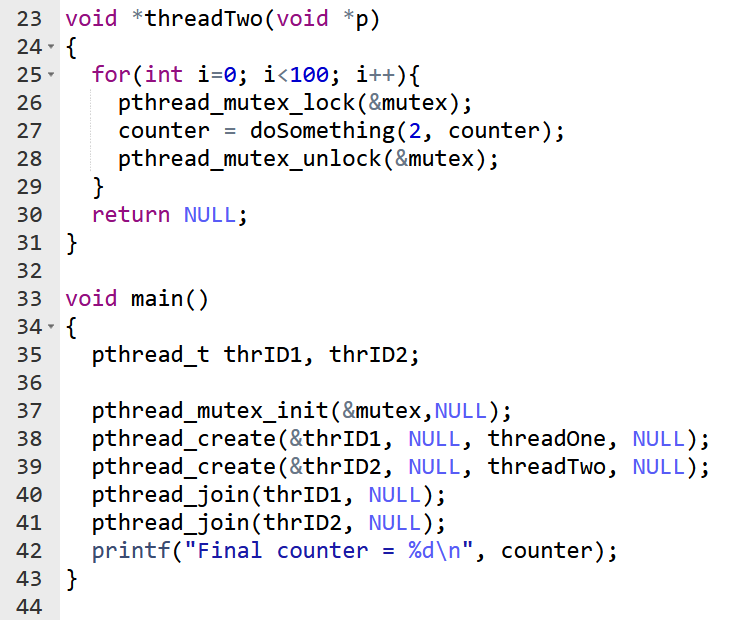 23 void *threadTwo(void *p)
24 {
25   for(int i=0; i<100; i++){
26     pthread_mutex_lock(&mutex);
27     counter = doSomething(2, counter);
28     pthread_mutex_unlock(&mutex);
29   }
30   return NULL;
31 }
32
33 void main()
34 {
35   pthread_t thrID1, thrID2;
36
37   pthread_mutex_init(&mutex,NULL);
38   pthread_create(&thrID1, NULL, threadOne, NULL);
39   pthread_create(&thrID2, NULL, threadTwo, NULL);
40   pthread_join(thrID1, NULL);
41   pthread_join(thrID2, NULL);
42   printf("Final counter = %d\n", counter);
43 }
44